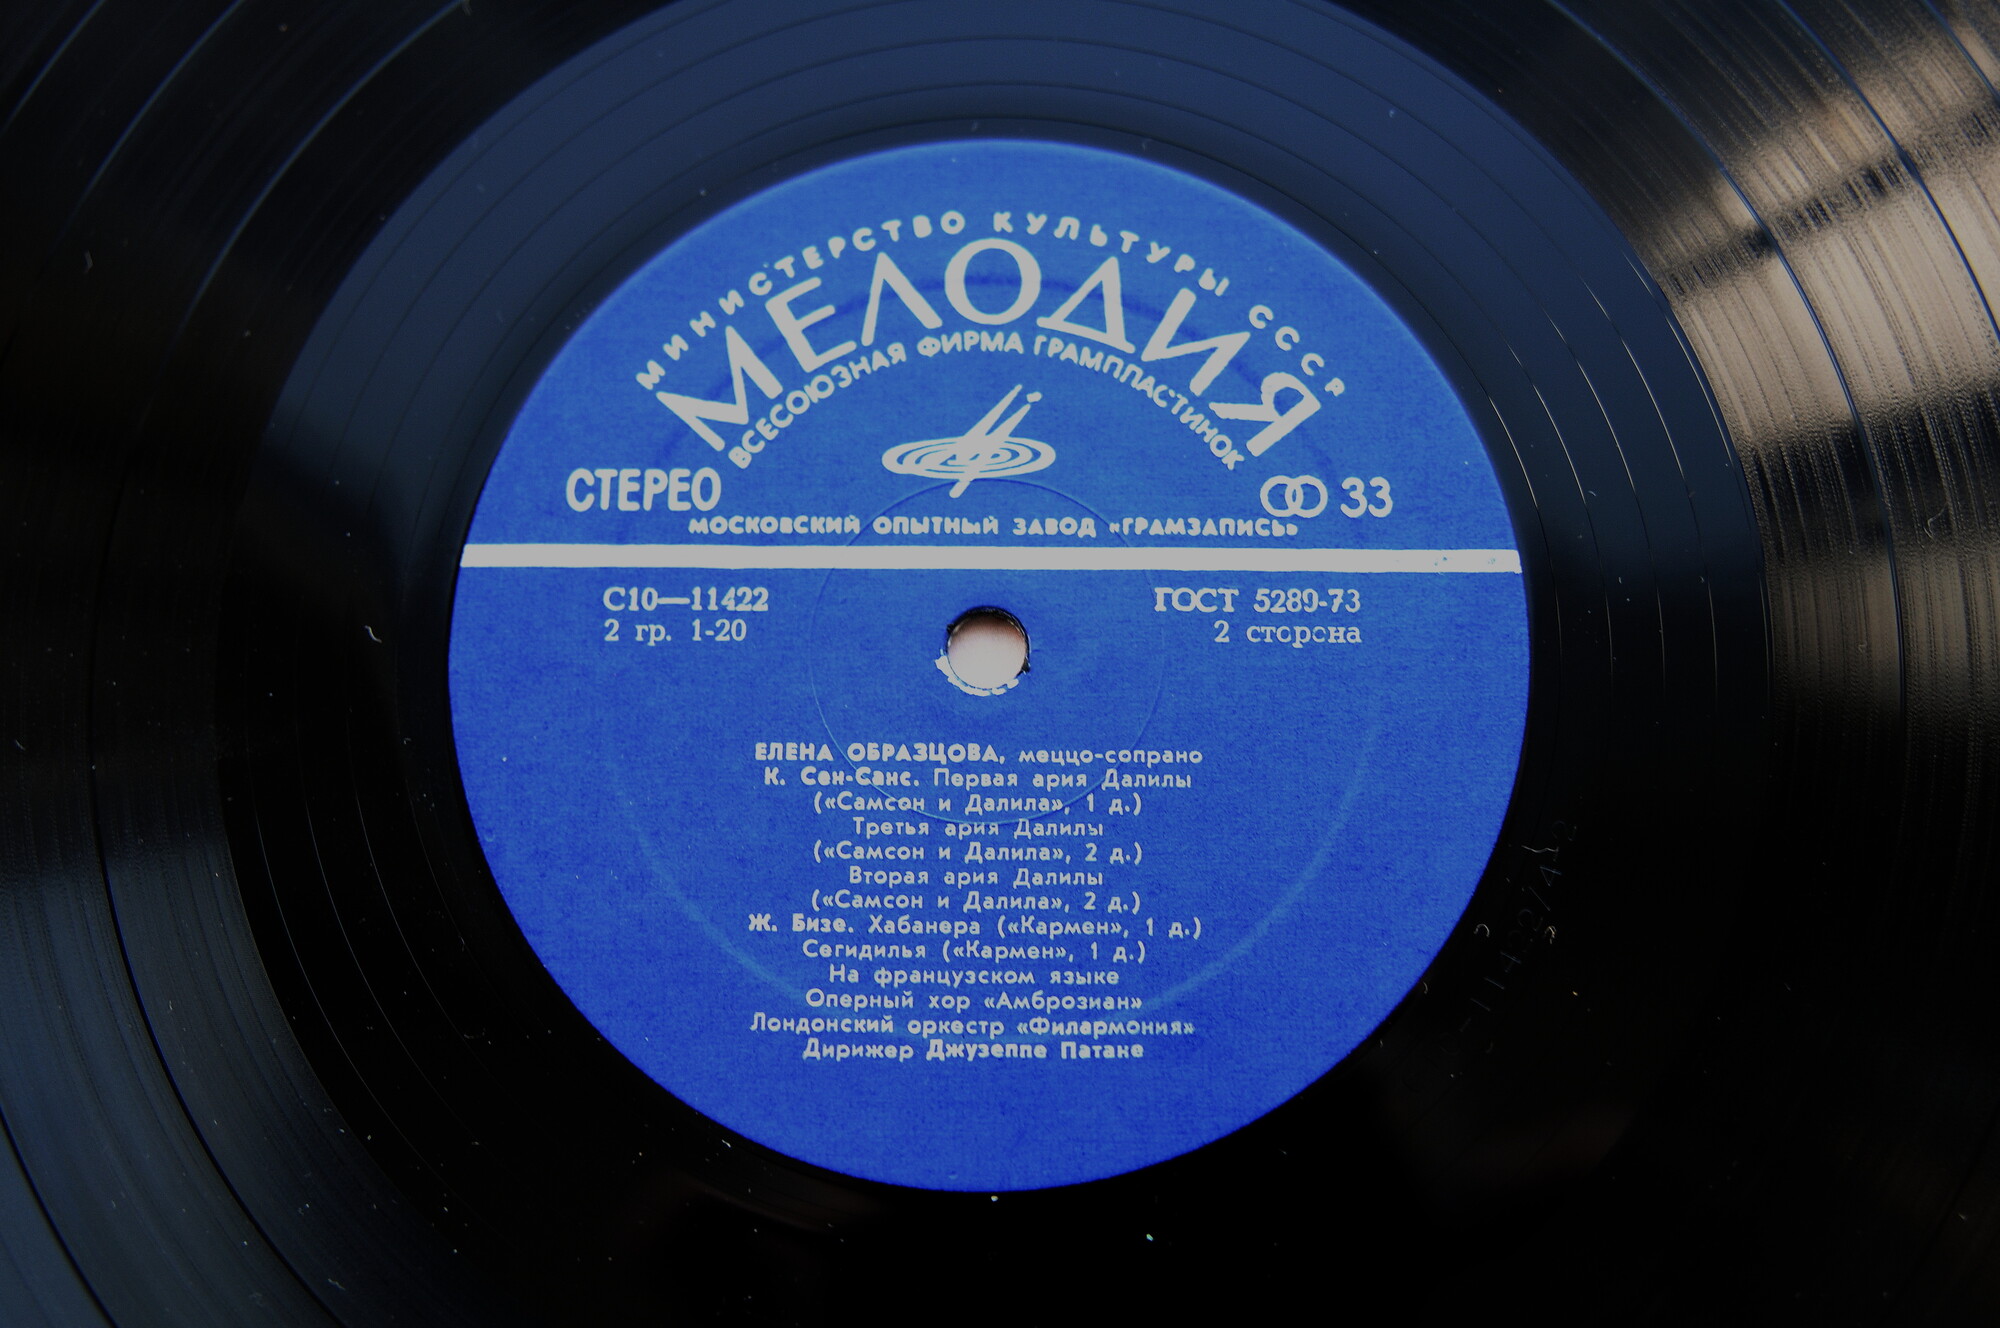 МИНИСТЕРСТВО КУЛЬТУРЫ СССР
МЕЛОДИЯ
ВСЕСОЮЗНАЯ ФИРМА ГРАМПЛАСТИНОК
СТЕРЕО
33
МОСКОВСКИЙ ОПЫТНЫЙ ЗАВОД «ГРАМЗАПИСЬ»
С10—11422
ГОСТ 5289-73
2 гр. 1-20
2 сторона
ЕЛЕНА ОБРАЗЦОВА, меццо-сопрано
К. Сен-Санс. Первая ария Далилы
(«Самсон и Далила», 1 д.)
Третья ария Далилы
(«Самсон и Далила», 2 д.)
Вторая ария Далилы
(«Самсон и Далила», 2 д.)
Ж. Бизе. Хабанера («Кармен», 1 д.)
Сегидилья («Кармен», 1 д.)
На французском языке
Оперный хор «Амброзиан»
Лондонский оркестр «Филармония»
Дирижер Джузеппе Патане